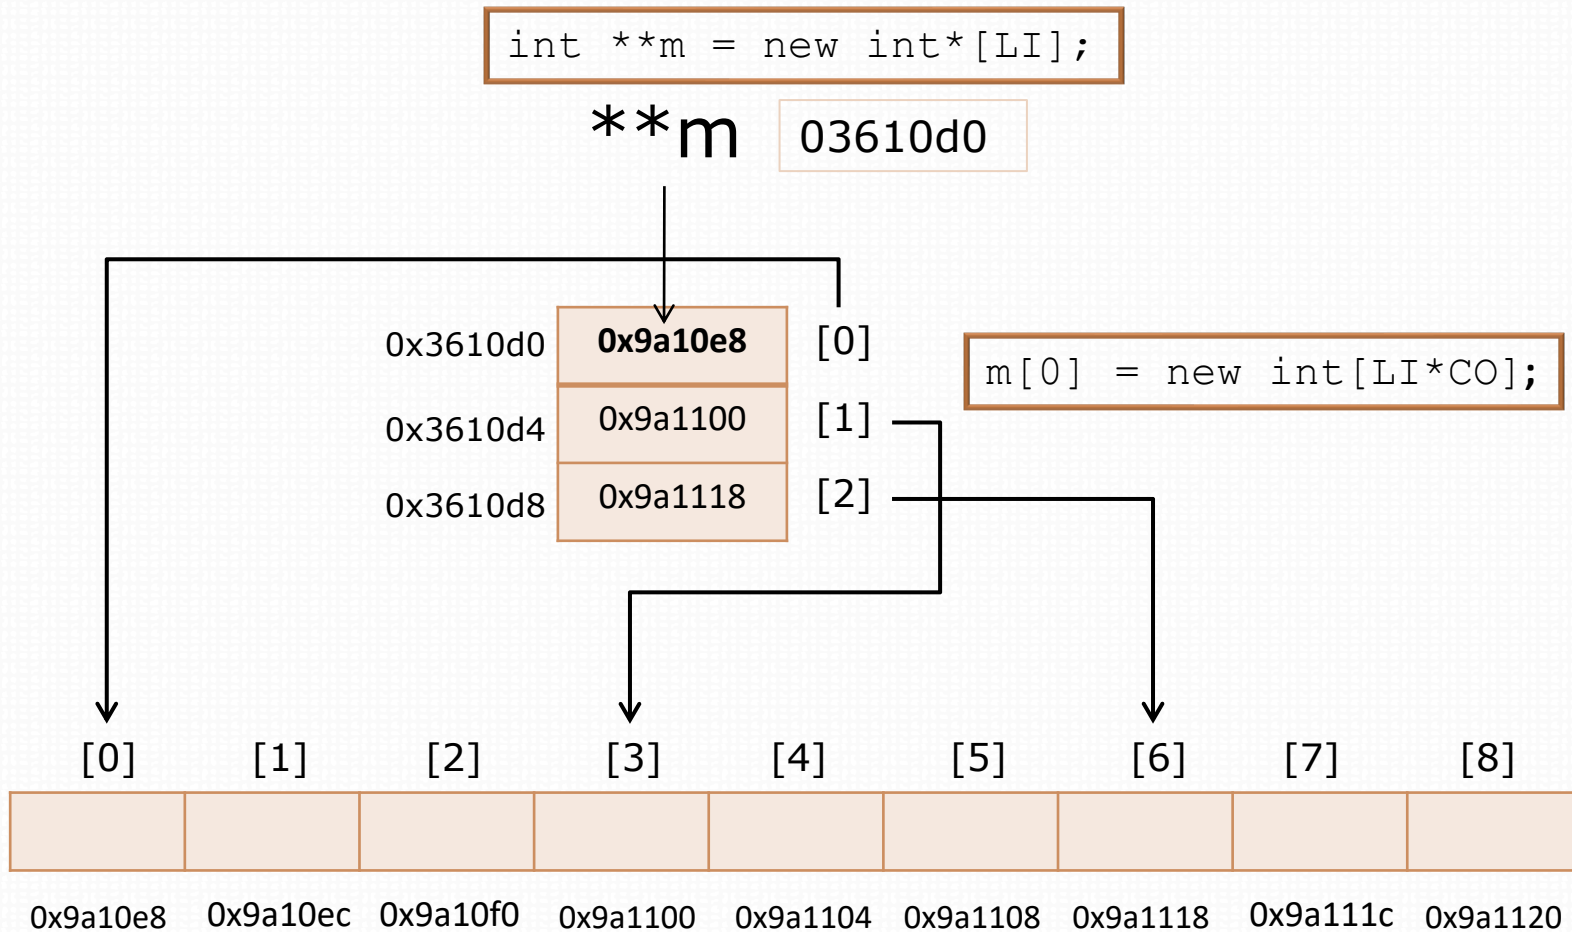 int **m = new int*[LI];
**m 03610d0
0x3610d0 0x9a10e8 [0]
m[0] = new int[LI*CO];
0x3610d4 0x9a1100 [1]
0x3610d8 0x9a1118 [2]
[0] [1] [2] [3] [4] [5] [6] [7] [8]
0x9a10e8 0x9a10ec 0x9a10f0 0x9a1100 0x9a1104 0x9a1108 0x9a1118 0x9a111c 0x9a1120